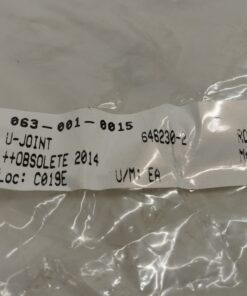 063-001-0015
U-JOINT 646230-2
++OBSOLETE 2014
Loc: C019E U/M: EA